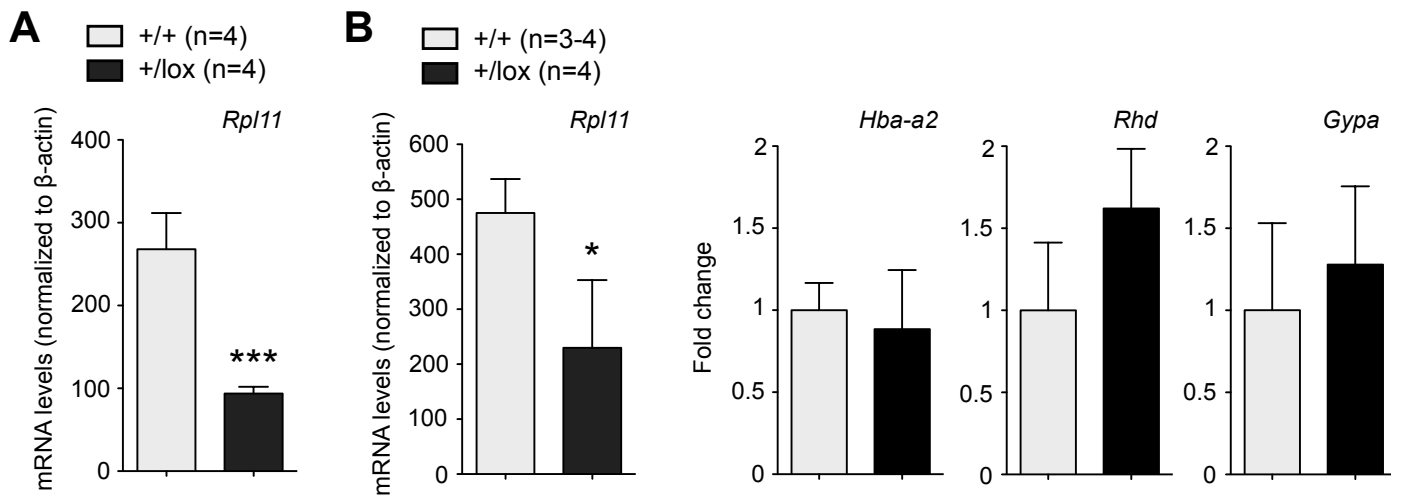 A
+/+ (n=4)
+/lox (n=4)
Rpl11
mRNA levels (normalized to β-actin)
400
300
200
100
0
***
B
+/+ (n=3-4)
+/lox (n=4)
Rpl11
mRNA levels (normalized to β-actin)
600
500
400
300
200
100
0
*
Hba-a2
Fold change
2
1.5
1
0.5
0
Rhd
2
1.5
1
0.5
0
Gypa
2
1.5
1
0.5
0